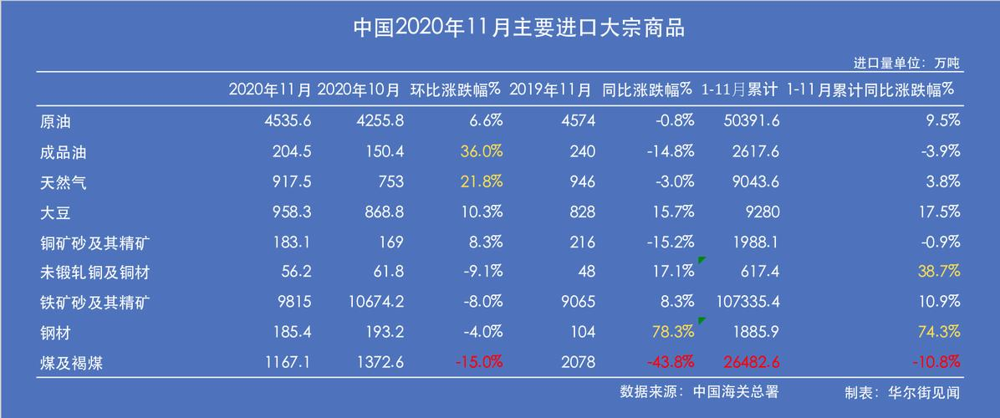 中国2020年11月主要进口大宗商品
进口量单位：万吨
2020年11月 2020年10月 环比涨跌幅% 2019年11月 同比涨跌幅% 1-11月累计 1-11月累计同比涨跌幅%
原油 4535.6 4255.8 6.6% 4574 -0.8% 50391.6 9.5%
成品油 204.5 150.4 36.0% 240 -14.8% 2617.6 -3.9%
天然气 917.5 753 21.8% 946 -3.0% 9043.6 3.8%
大豆 958.3 868.8 10.3% 828 15.7% 9280 17.5%
铜矿砂及其精矿 183.1 169 8.3% 216 -15.2% 1988.1 -0.9%
未锻轧铜及铜材 56.2 61.8 -9.1% 48 17.1% 617.4 38.7%
铁矿砂及其精矿 9815 10674.2 -8.0% 9065 8.3% 107335.4 10.9%
钢材 185.4 193.2 -4.0% 104 78.3% 1885.9 74.3%
煤及褐煤 1167.1 1372.6 -15.0% 2078 -43.8% 26482.6 -10.8%
数据来源：中国海关总署 制表：华尔街见闻